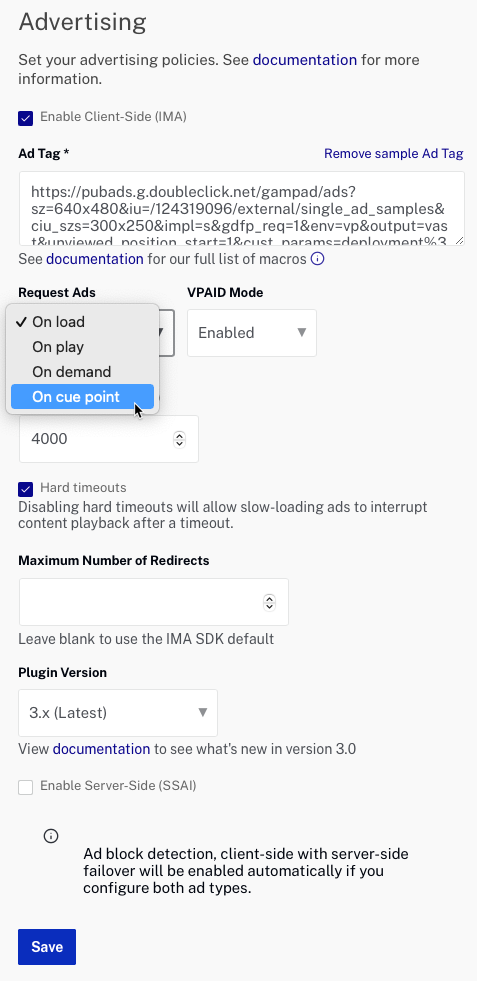 Advertising
Set your advertising policies. See documentation for more
information.
Enable Client-Side (IMA)
Ad Tag * Remove sample Ad Tag
https://pubads.g.doubleclick.net/gampad/ads?
sz=640x480&iu=/124319096/external/single_ad_samples&
ciu_szs=300x250&impl=s&gdfp_req=1&env=vp&output=vas
t&unviewed_position_start=1&cust_params=deployment%3
See documentation for our full list of macros
Request Ads VPAID Mode
On load
Enabled
On play
On demand
On cue point
4000
Hard timeouts
Disabling hard timeouts will allow slow-loading ads to interrupt
content playback after a timeout.
Maximum Number of Redirects
Leave blank to use the IMA SDK default
Plugin Version
3.x (Latest)
View documentation to see what's new in version 3.0
Enable Server-Side (SSAI)
Ad block detection, client-side with server-side
failover will be enabled automatically if you
configure both ad types.
Save